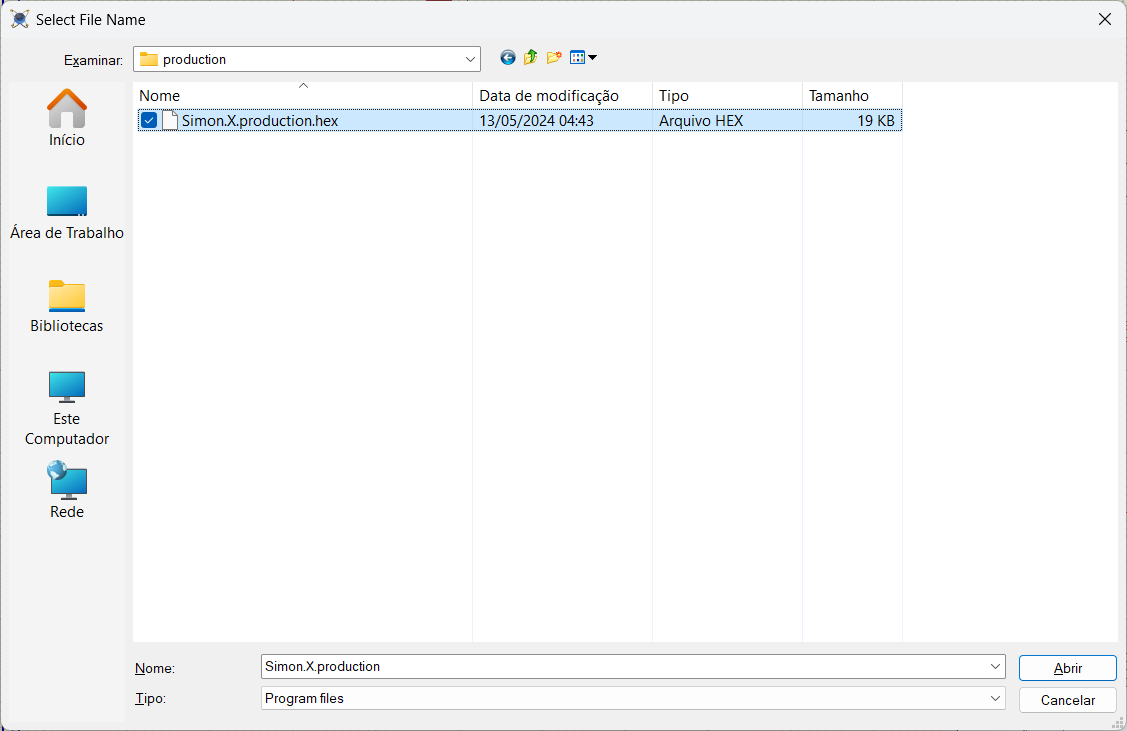 Select File Name
Examinar: production
Nome Data de modificação Tipo Tamanho
Simon.X.production.hex 13/05/2024 04:43 Arquivo HEX 19 KB
Início
Área de Trabalho
Bibliotecas
Este
Computador
Rede
Nome: Simon.X.production Abrir
Tipo: Program files Cancelar